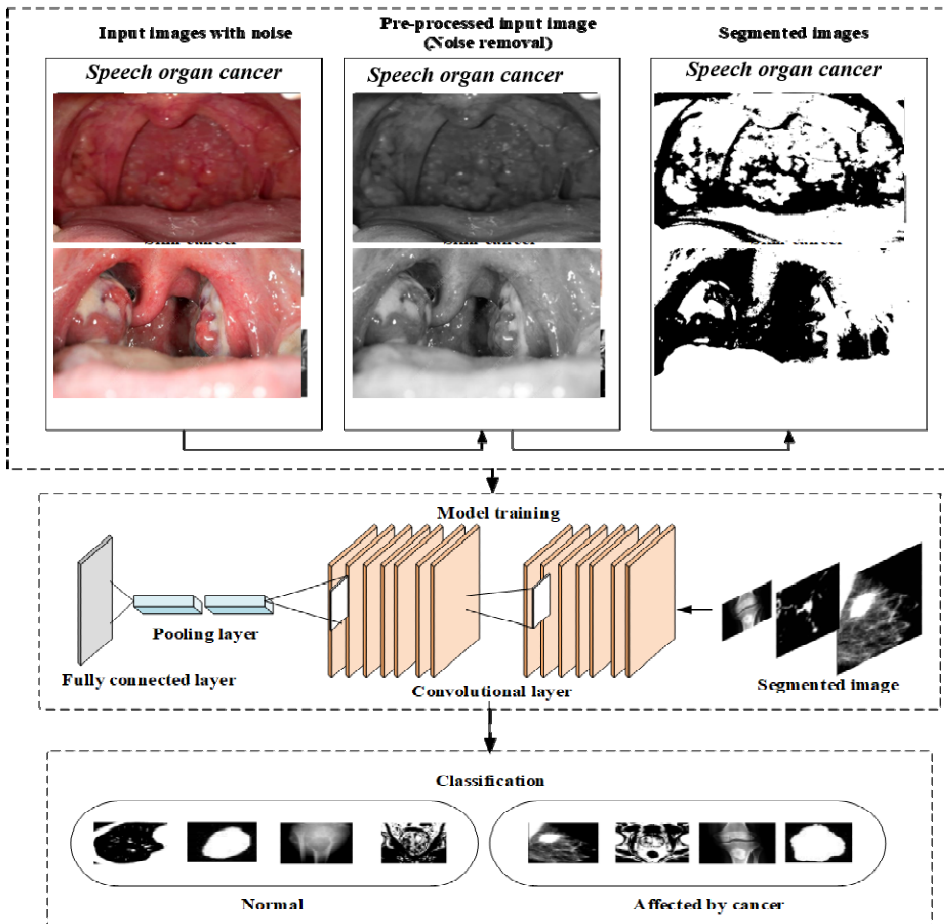 Input images with noise
Pre-processed input image
(Noise removal)
Segmented images
Speech organ cancer
Speech organ cancer
Speech organ cancer
Model training
Pooling layer
Fully connected layer
Convolutional layer
Segmented image
Classification
Normal
Affected by cancer